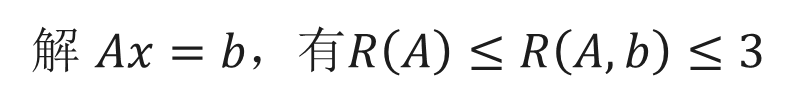 解 Ax = b，有R(A) ≤ R(A, b) ≤ 3